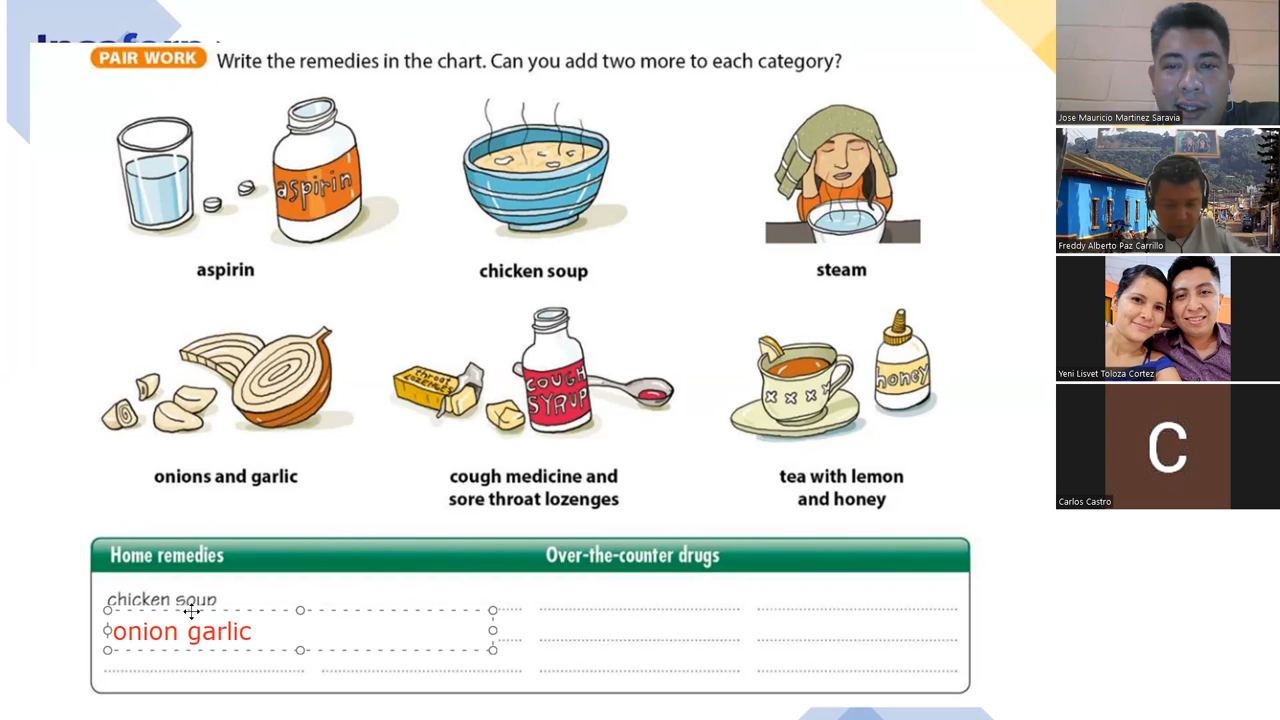 PAIR WORK Write the remedies in the chart. Can you add two more to each category?
aspirin
aspirin
chicken soup
steam
throat lozenges
COUGH SYRUP
honey
onions and garlic
cough medicine and
sore throat lozenges
tea with lemon
and honey
Home remedies
Over-the-counter drugs
chicken soup
onion garlic
Jose Mauricio Martinez Saravia
Freddy Alberto Paz Carrillo
Yeni Lisvet Toloza Cortez
C
Carlos Castro